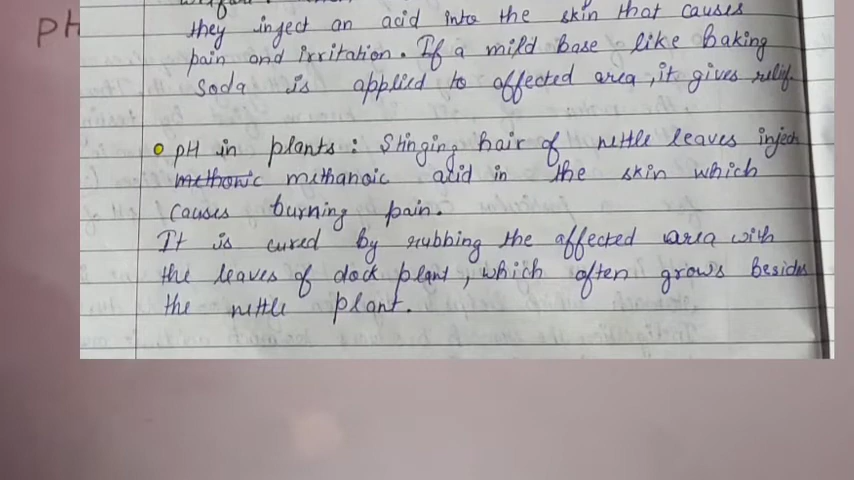 pH
they inject an acid into the skin that causes
pain and irritation. If a mild base like baking
soda is applied to affected area, it gives relif.
pH in plants: Stinging hair of nettle leaves inject
methonic methanoic acid in the skin which
causes burning pain.
It is cured by rubbing the affected area with
the leaves of dock plant, which often grows besides
the nettle plant.